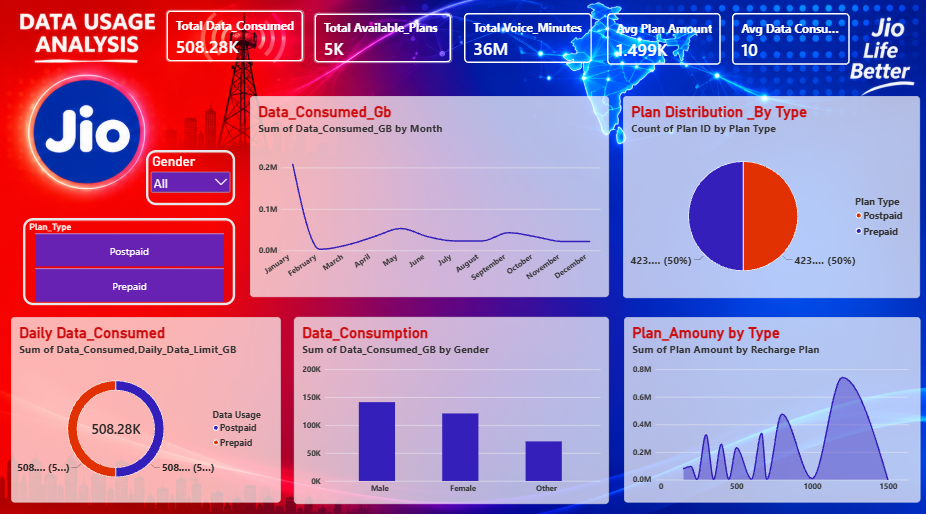 DATA USAGE
ANALYSIS
Total Data_Consumed
508.28K
Total Available_Plans
5K
Total_Voice_Minutes
36M
Avg Plan_Amount
1.499K
Avg Data Consu...
10
Jio
Life
Better
Jio
Gender
All
Plan_Type
Postpaid
Prepaid
Data_Consumed_Gb
Sum of Data_Consumed_GB by Month
0.2M
0.1M
0.0M
January
February
March
April
May
June
July
August
September
October
November
December
Plan Distribution _By Type
Count of Plan ID by Plan Type
Plan Type
Postpaid
Prepaid
423.... (50%)
423.... (50%)
Daily Data_Consumed
Sum of Data_Consumed,Daily_Data_Limit_GB
508.28K
Data Usage
Postpaid
Prepaid
508.... (5...)
508.... (5...)
Data_Consumption
Sum of Data_Consumed_GB by Gender
200K
150K
100K
50K
0K
Male
Female
Other
Plan_Amouny by Type
Sum of Plan Amount by Recharge Plan
0.8M
0.6M
0.4M
0.2M
0.0M
0
500
1000
1500